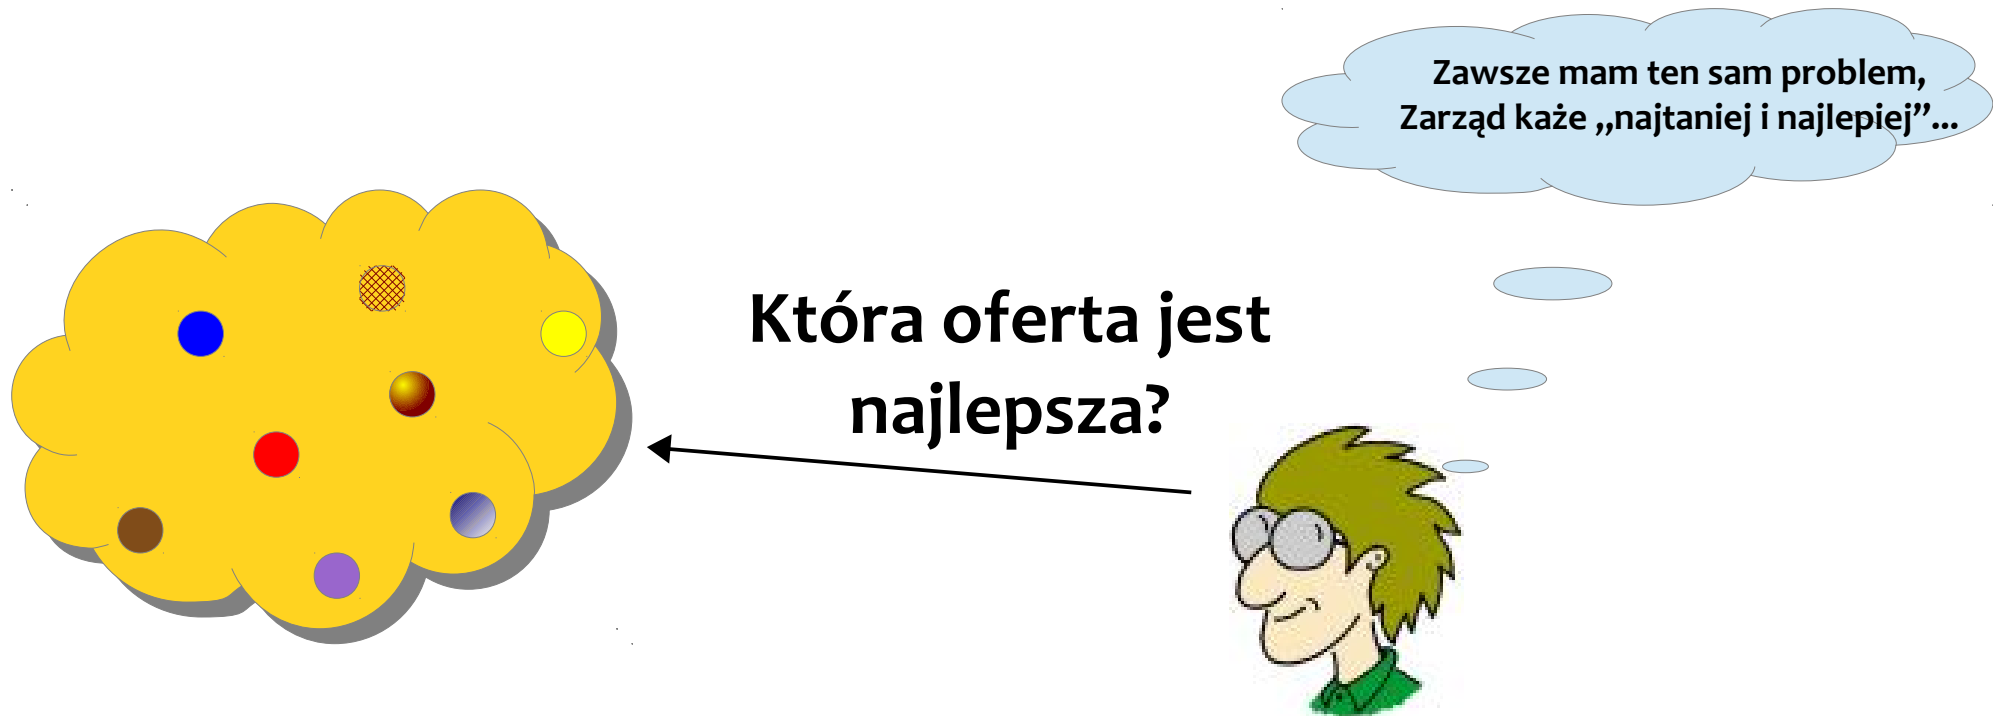 Zawsze mam ten sam problem,
Zarząd każe „najtaniej i najlepiej”...
Która oferta jest
najlepsza?